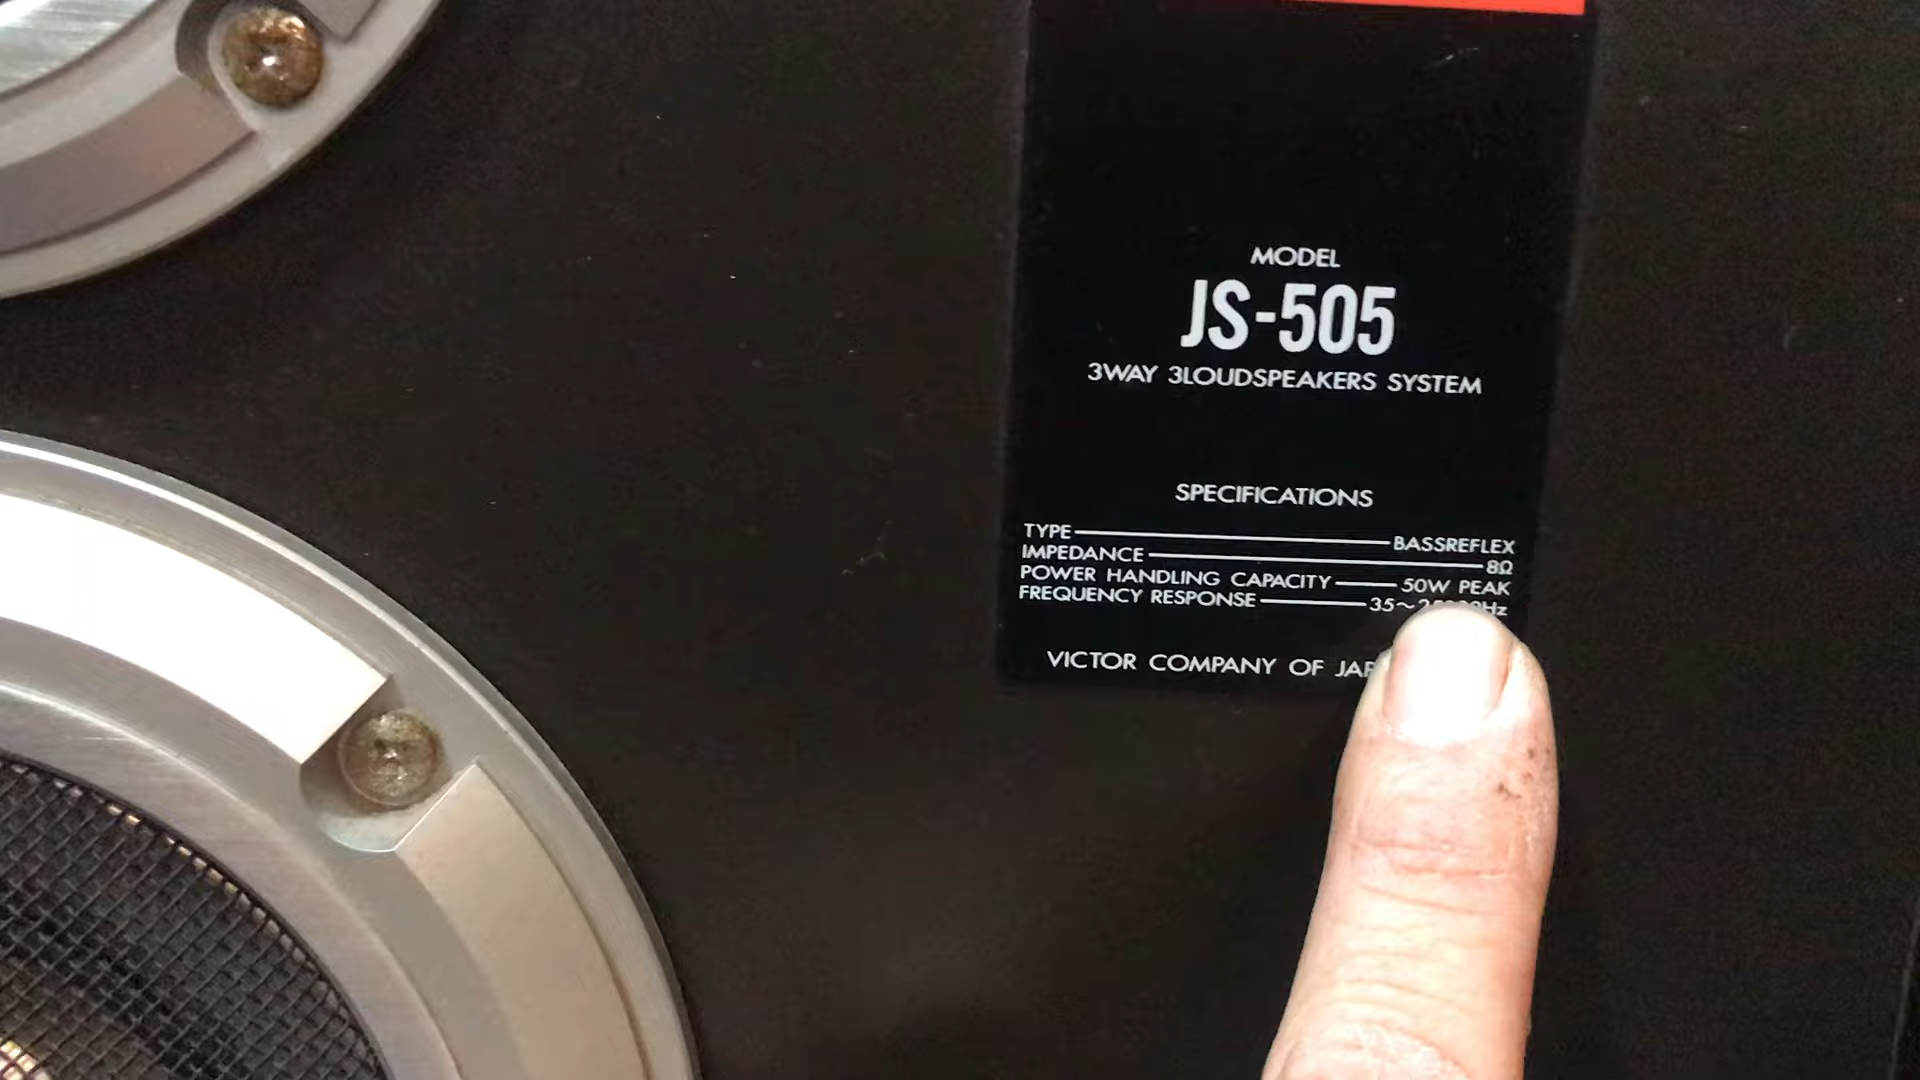 MODEL
JS-505
3WAY 3LOUDSPEAKERS SYSTEM
SPECIFICATIONS
TYPE BASSREFLEX
IMPEDANCE 8Ω
POWER HANDLING CAPACITY 50W PEAK
FREQUENCY RESPONSE
VICTOR COMPANY OF